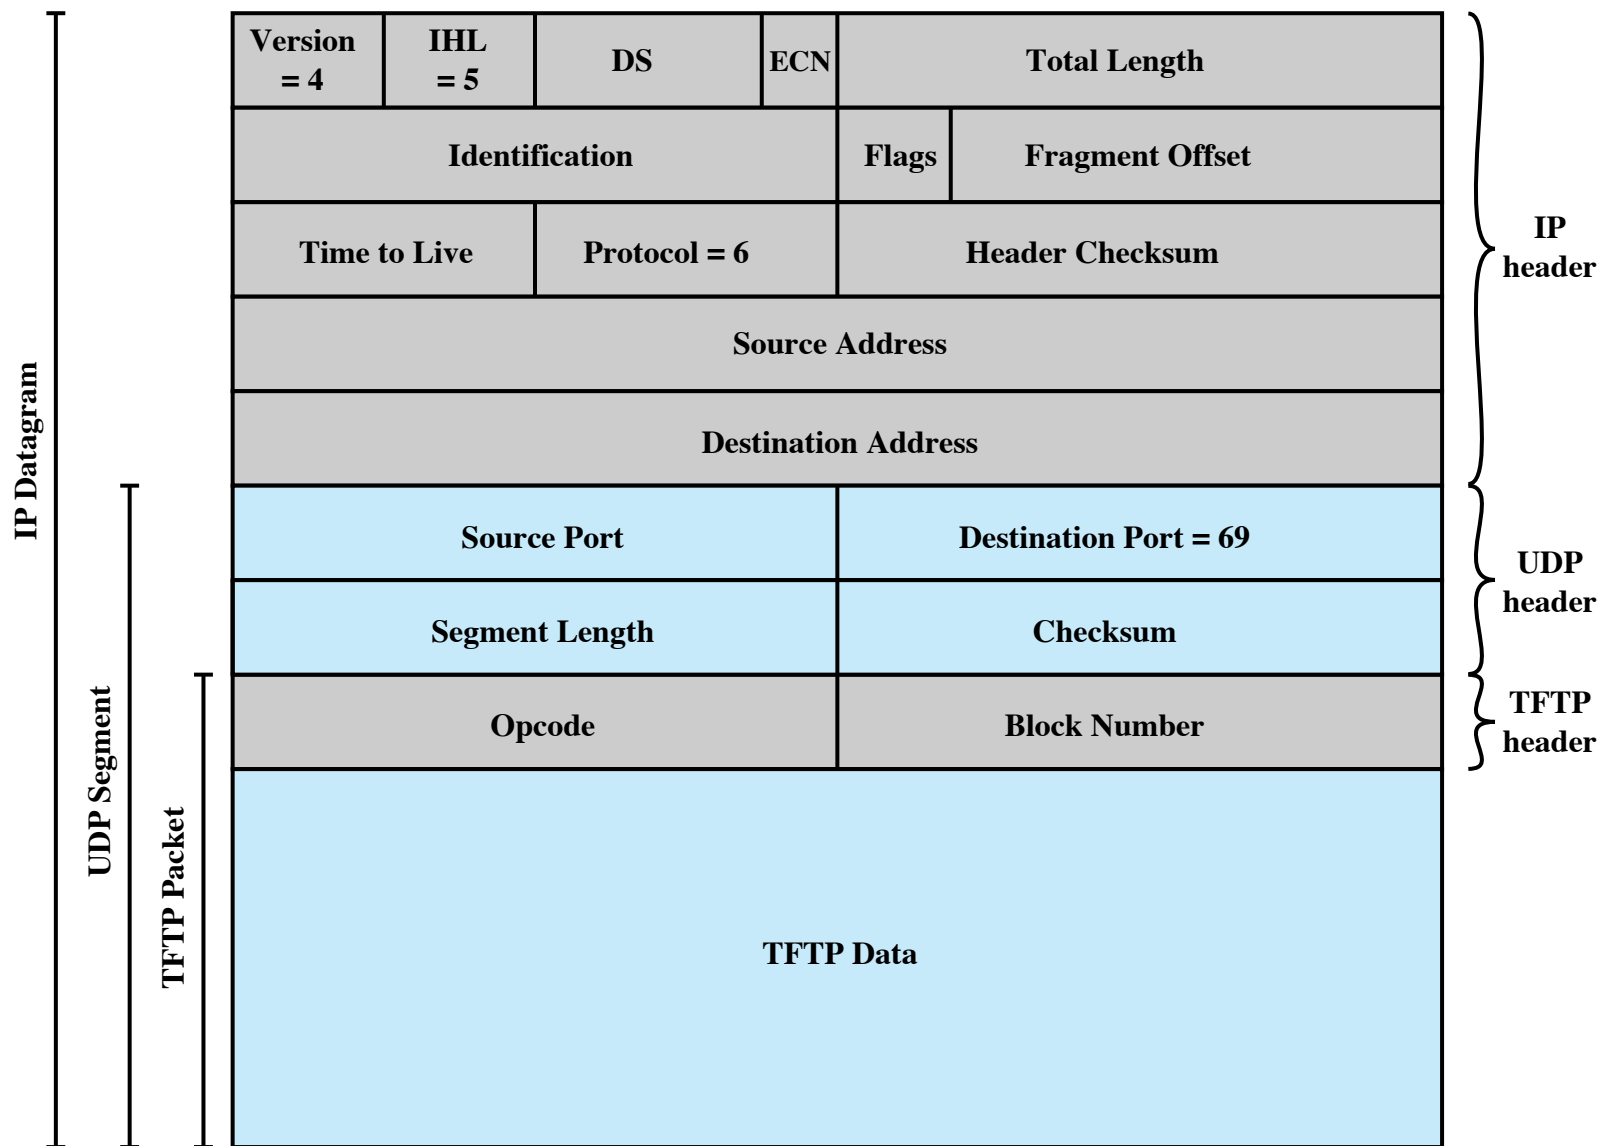 Version
= 4
IHL
= 5
DS
ECN
Total Length
Identification
Flags
Fragment Offset
Time to Live
Protocol = 6
Header Checksum
Source Address
Destination Address
Source Port
Destination Port = 69
Segment Length
Checksum
Opcode
Block Number
TFTP Data
IP Datagram
UDP Segment
TFTP Packet
IP
header
UDP
header
TFTP
header